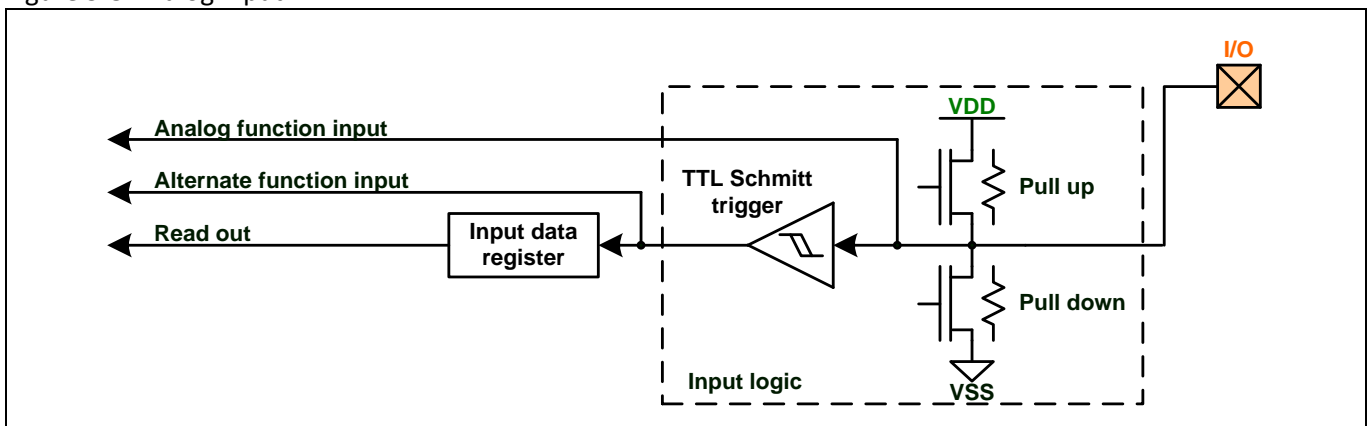 I/O
VDD
Analog function input
Alternate function input
TTL Schmitt
trigger
Pull up
Read out
Input data
register
Pull down
Input logic
VSS